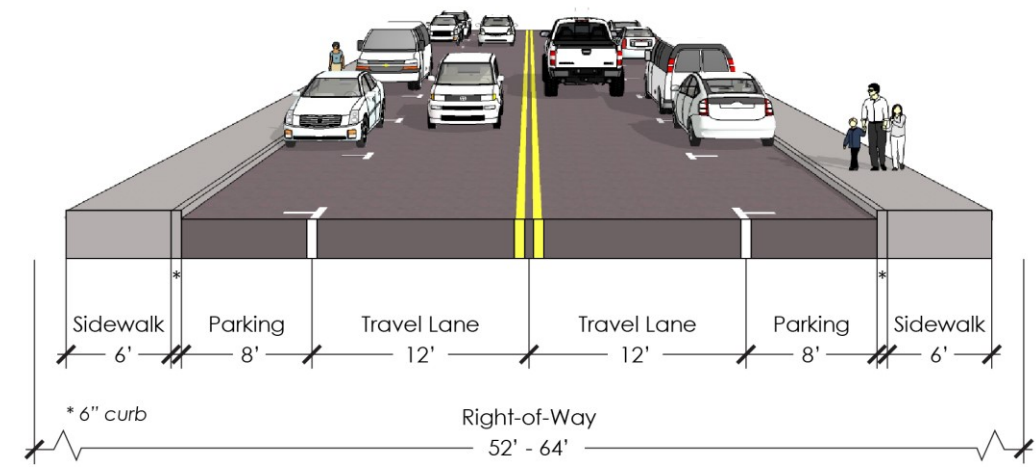 * *
Sidewalk Parking Travel Lane Travel Lane Parking Sidewalk
6’ 8’ 12’ 12’ 8’ 6’
* 6” curb
Right-of-Way
52’ - 64’